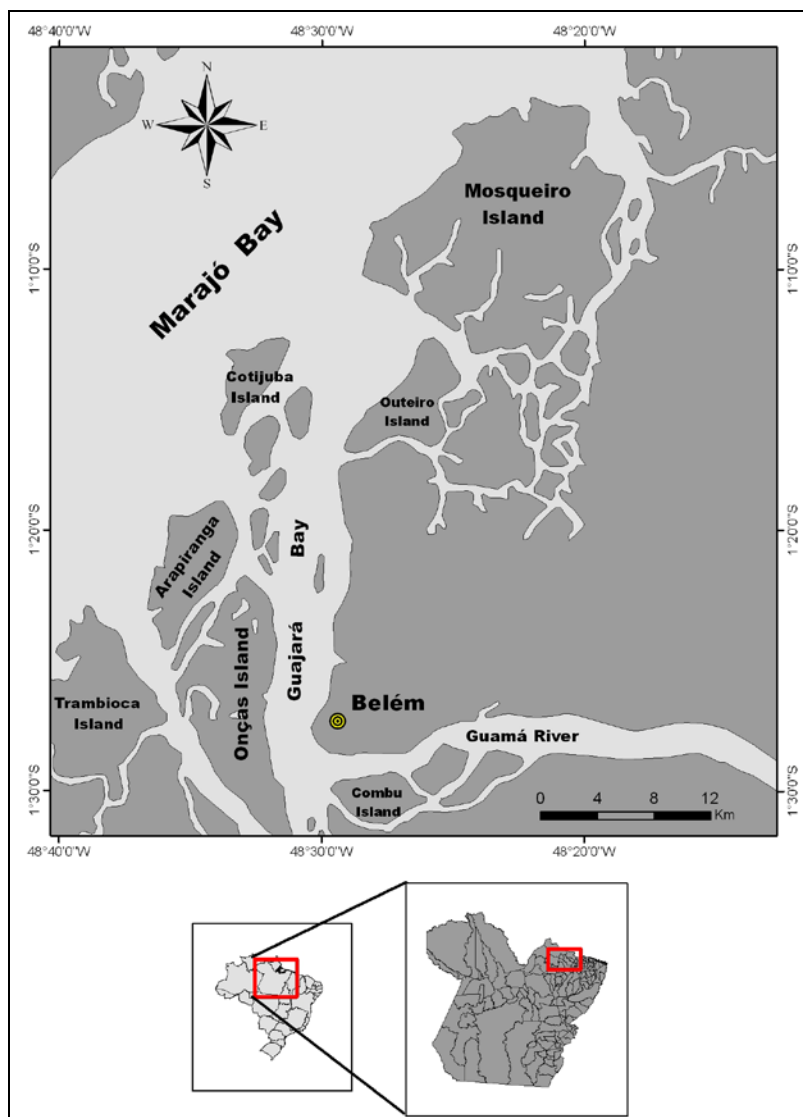 48°40'0"W 48°30'0"W 48°20'0"W
N
W E
S
Mosqueiro
Island
Marajó Bay
1°10'0"S 1°10'0"S
Cotijuba
Island
Outeiro
Island
1°20'0"S 1°20'0"S
Arapiranga
Island
Guajará Bay
Onças Island
Trambioca
Island
Belém
Guamá River
Combu
Island
1°30'0"S 1°30'0"S
0 4 8 12
Km
48°40'0"W 48°30'0"W 48°20'0"W